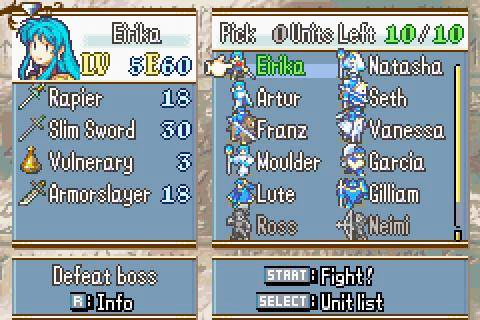 Eirika
LV 5 E 60
Rapier 18
Slim Sword 30
Vulnerary 3
Armorslayer 18
Defeat boss
R: Info
Pick 0 Units Left 10/10
Eirika Natasha
Artur Seth
Franz Vanessa
Moulder Garcia
Lute Gilliam
Ross Neimi
START: Fight!
SELECT: Unit list